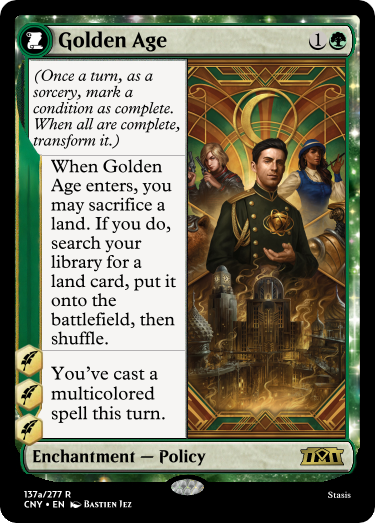 Golden Age 1
(Once a turn, as a
sorcery, mark a
condition as complete.
When all are complete,
transform it.)
When Golden
Age enters, you
may sacrifice a
land. If you do,
search your
library for a
land card, put it
onto the
battlefield, then
shuffle.
You've cast a
multicolored
spell this turn.
Enchantment — Policy
137a/277 R
Stasis
CNY • EN Bastien Jez